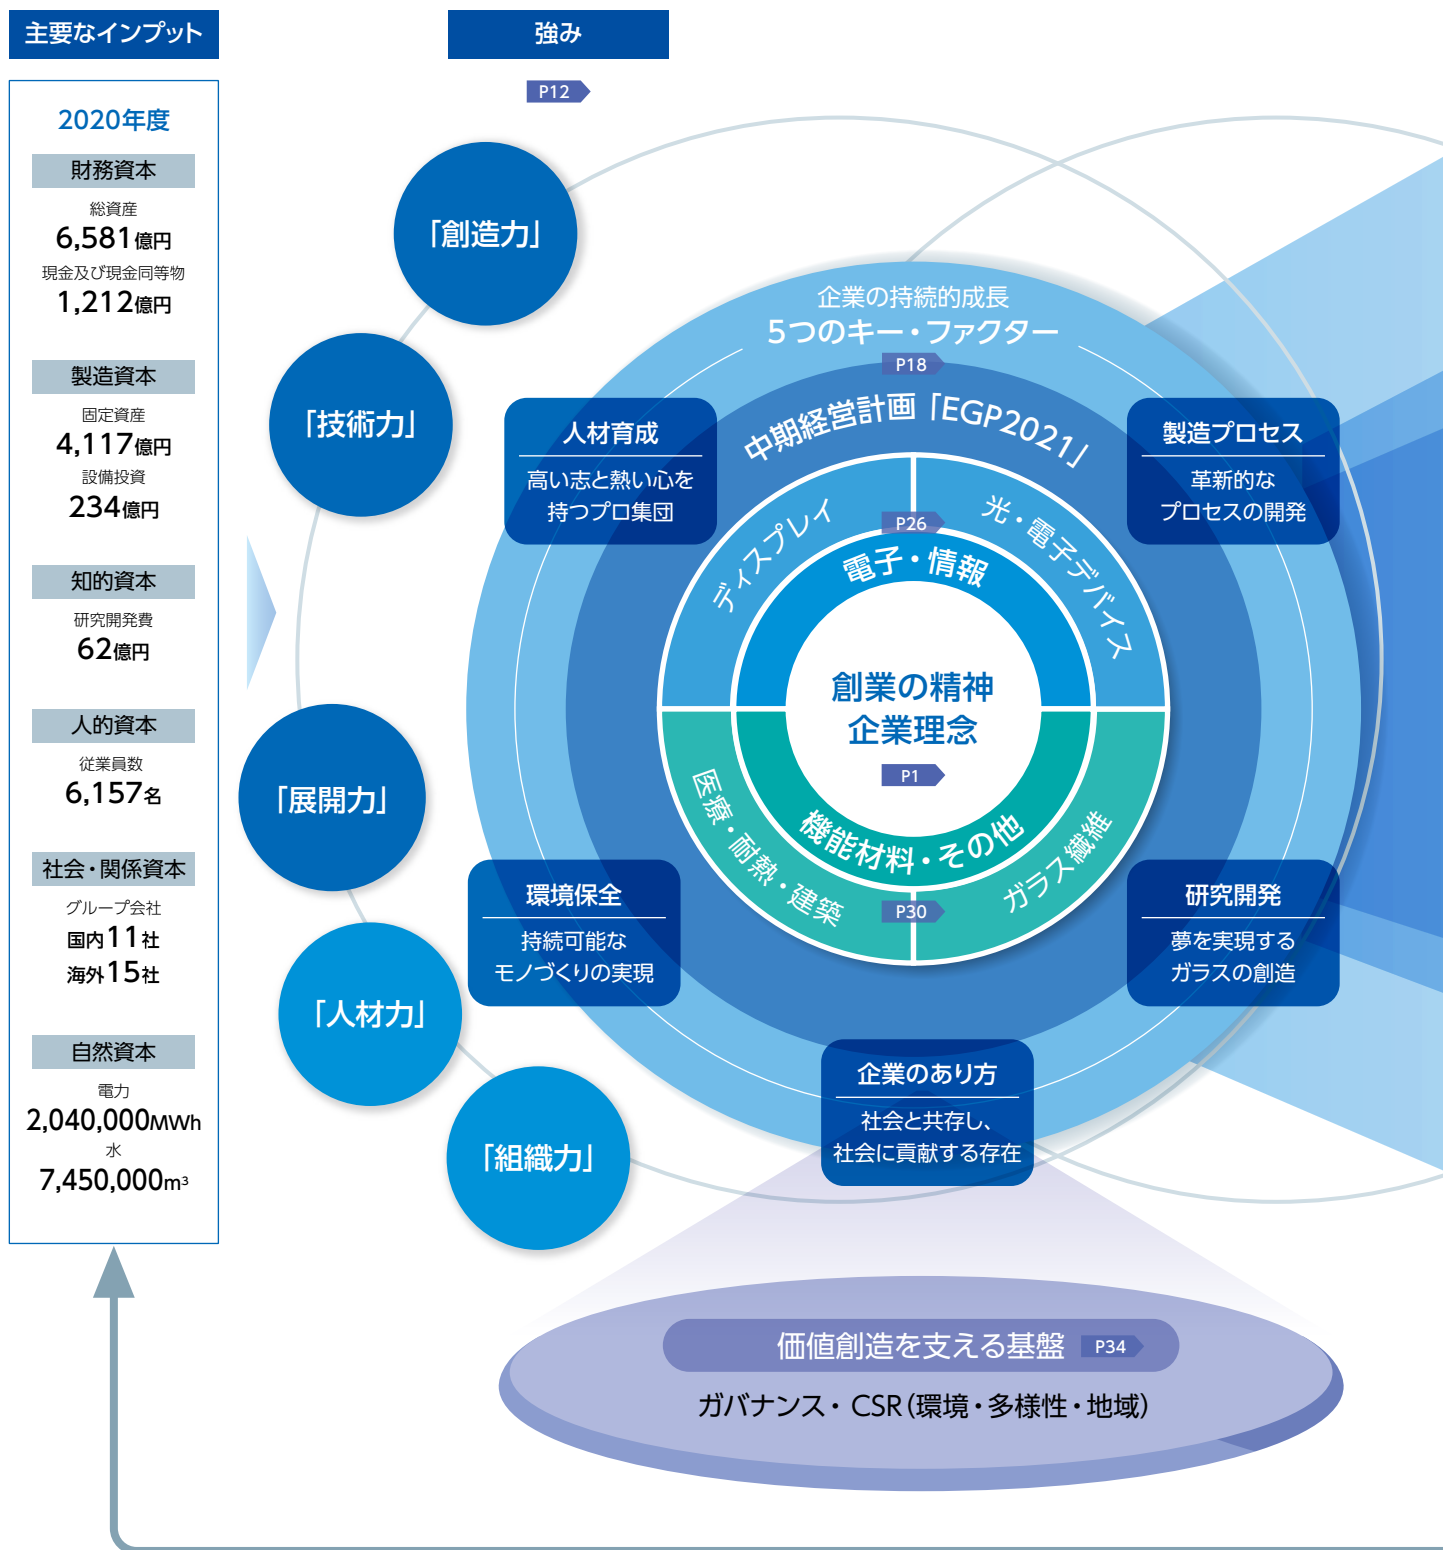 主要なインプット
2020年度
財務資本
総資産
6,581億円
現金及び現金同等物
1,212億円
製造資本
固定資産
4,117億円
設備投資
234億円
知的資本
研究開発費
62億円
人的資本
従業員数
6,157名
社会・関係資本
グループ会社
国内11社
海外15社
自然資本
電力
2,040,000MWh
水
7,450,000m³
強み
P12
「創造力」
「技術力」
「展開力」
「人材力」
「組織力」
企業の持続的成長
5つのキー・ファクター
P18
中期経営計画「EGP2021」
人材育成
高い志と熱い心を
持つプロ集団
製造プロセス
革新的な
プロセスの開発
ディスプレイ
P26
光・電子デバイス
電子・情報
創業の精神
企業理念
P1
機能材料・その他
医療・耐熱・建築
P30
ガラス繊維
環境保全
持続可能な
モノづくりの実現
研究開発
夢を実現する
ガラスの創造
企業のあり方
社会と共存し、
社会に貢献する存在
価値創造を支える基盤 P34
ガバナンス・CSR（環境・多様性・地域）